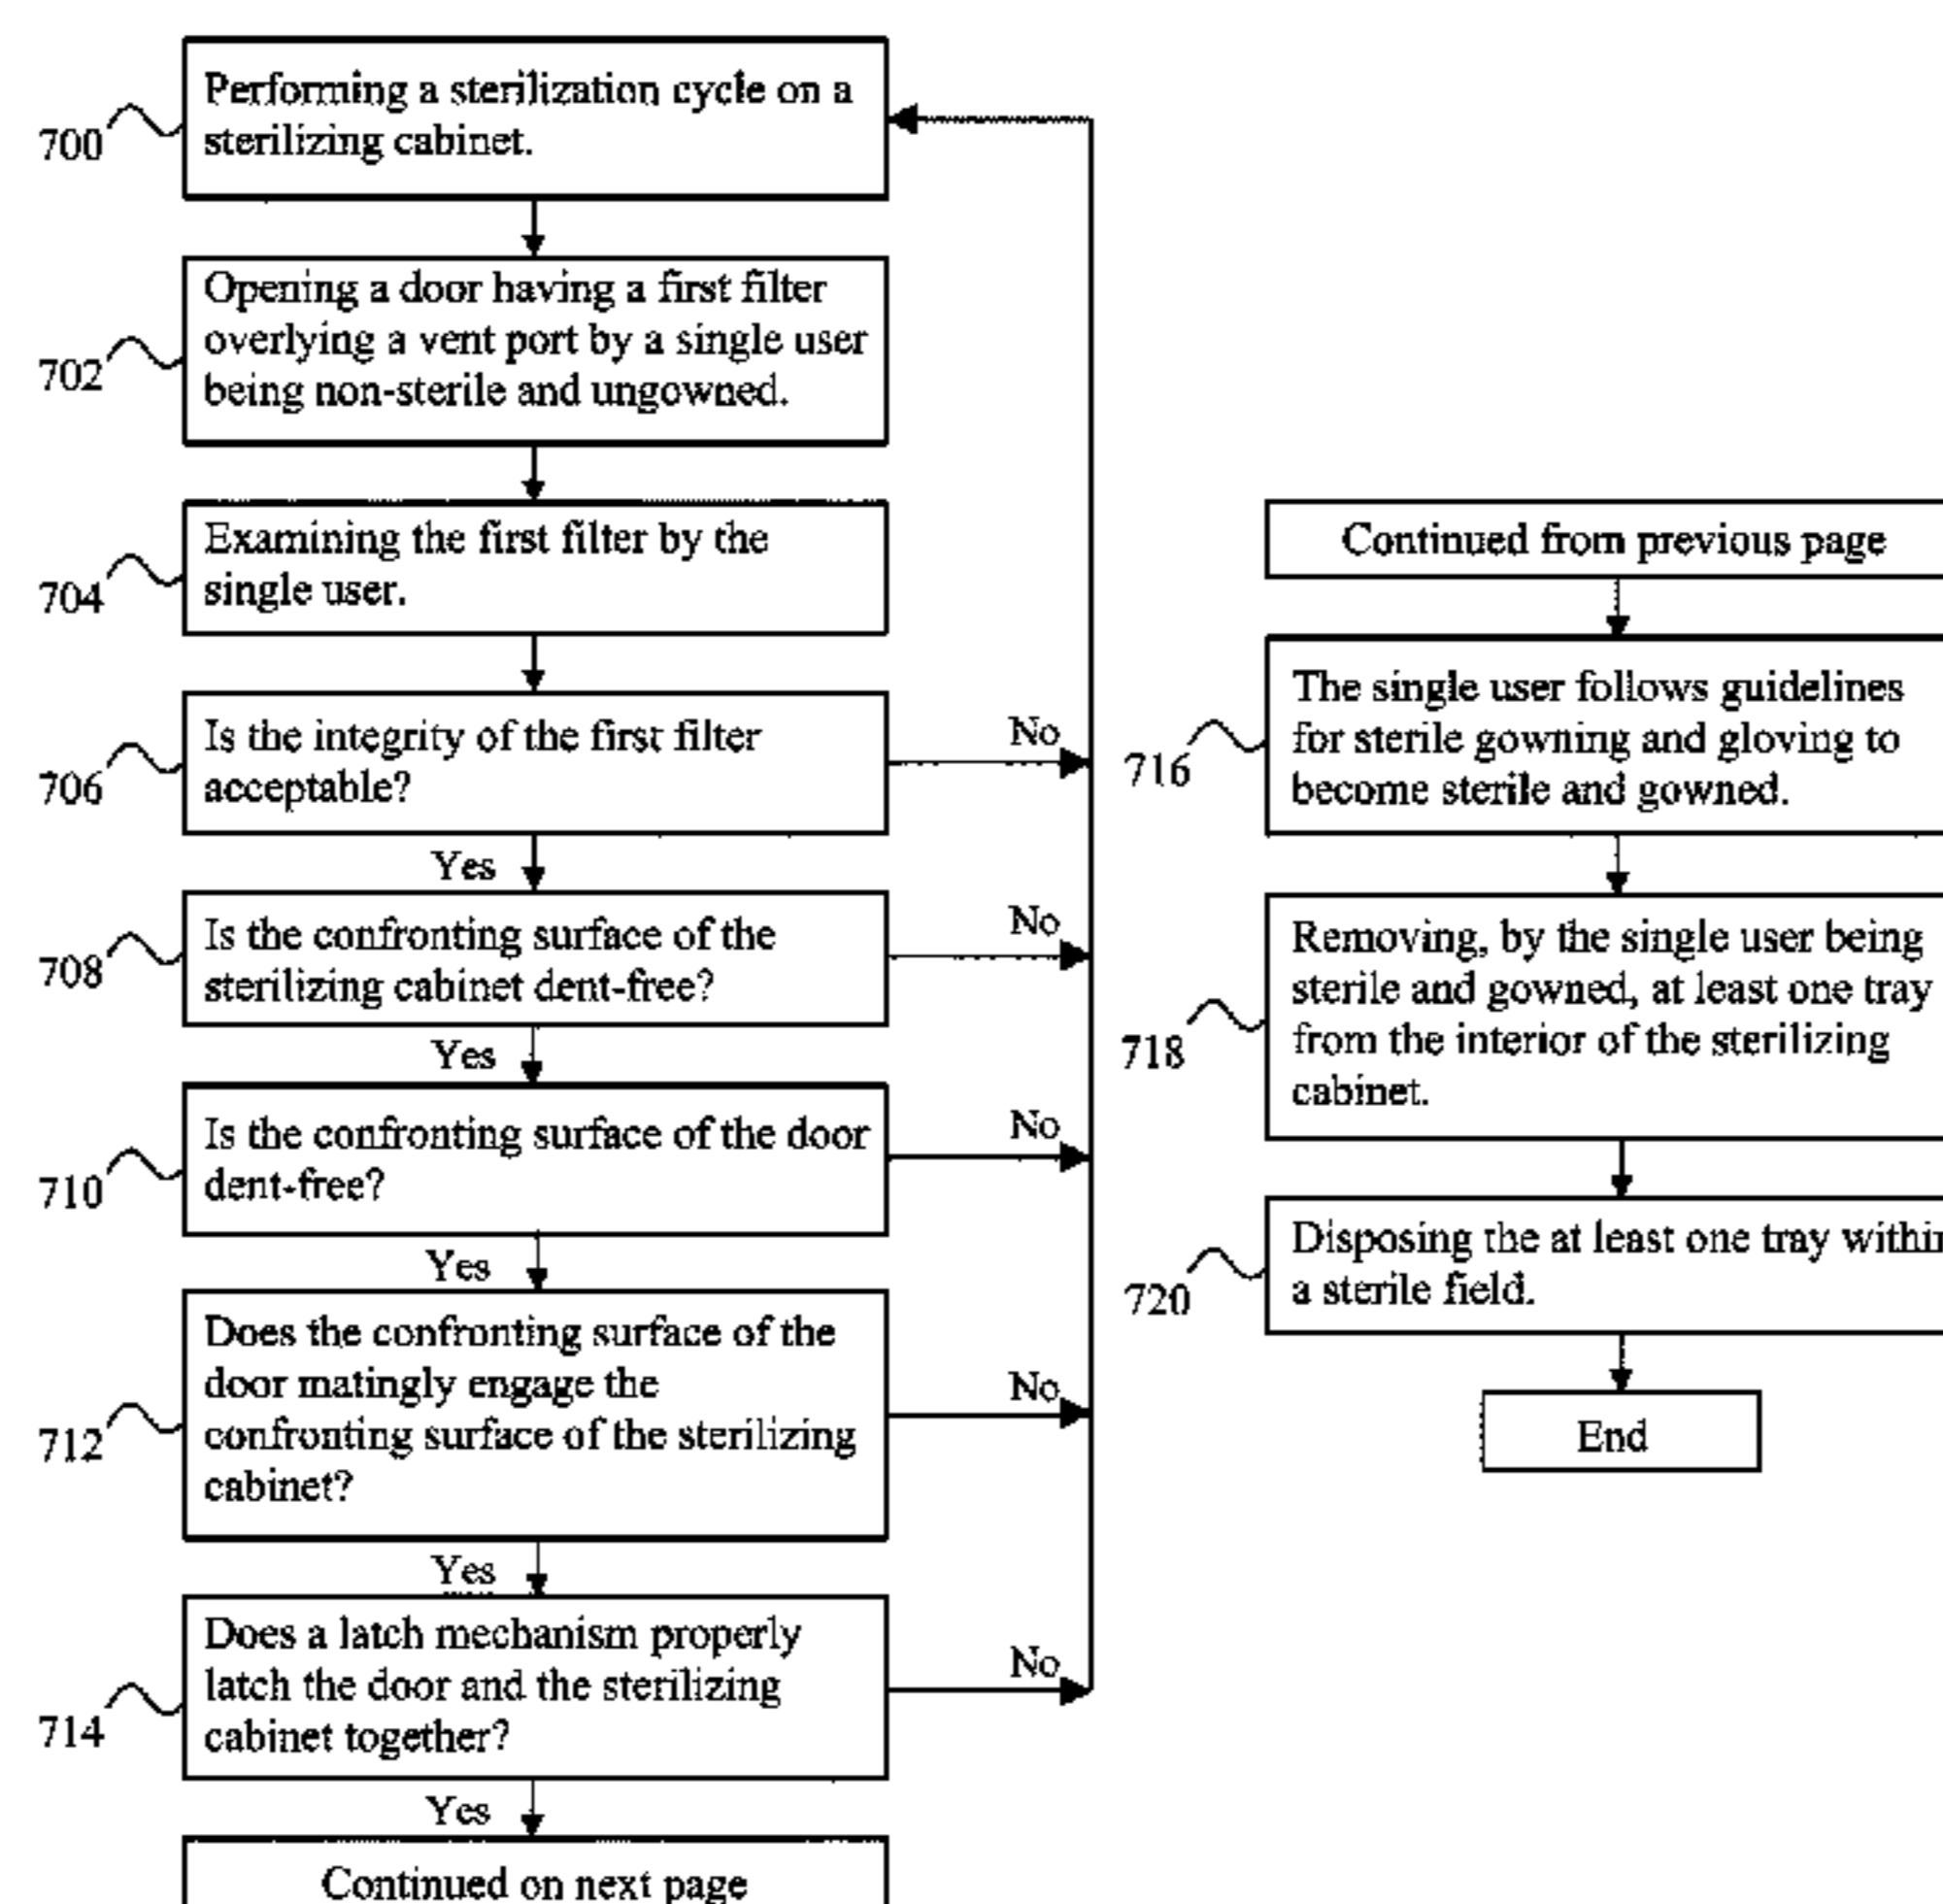 700
Performing a sterilization cycle on a
sterilizing cabinet.
702
Opening a door having a first filter
overlying a vent port by a single user
being non-sterile and ungowned.
704
Examining the first filter by the
single user.
706
Is the integrity of the first filter
acceptable?
No
Yes
708
Is the confronting surface of the
sterilizing cabinet dent-free?
No
Yes
710
Is the confronting surface of the door
dent-free?
No
Yes
712
Does the confronting surface of the
door matingly engage the
confronting surface of the sterilizing
cabinet?
No
Yes
714
Does a latch mechanism properly
latch the door and the sterilizing
cabinet together?
No
Yes
Continued on next page
Continued from previous page
716
The single user follows guidelines
for sterile gowning and gloving to
become sterile and gowned.
718
Removing, by the single user being
sterile and gowned, at least one tray
from the interior of the sterilizing
cabinet.
720
Disposing the at least one tray within
a sterile field.
End